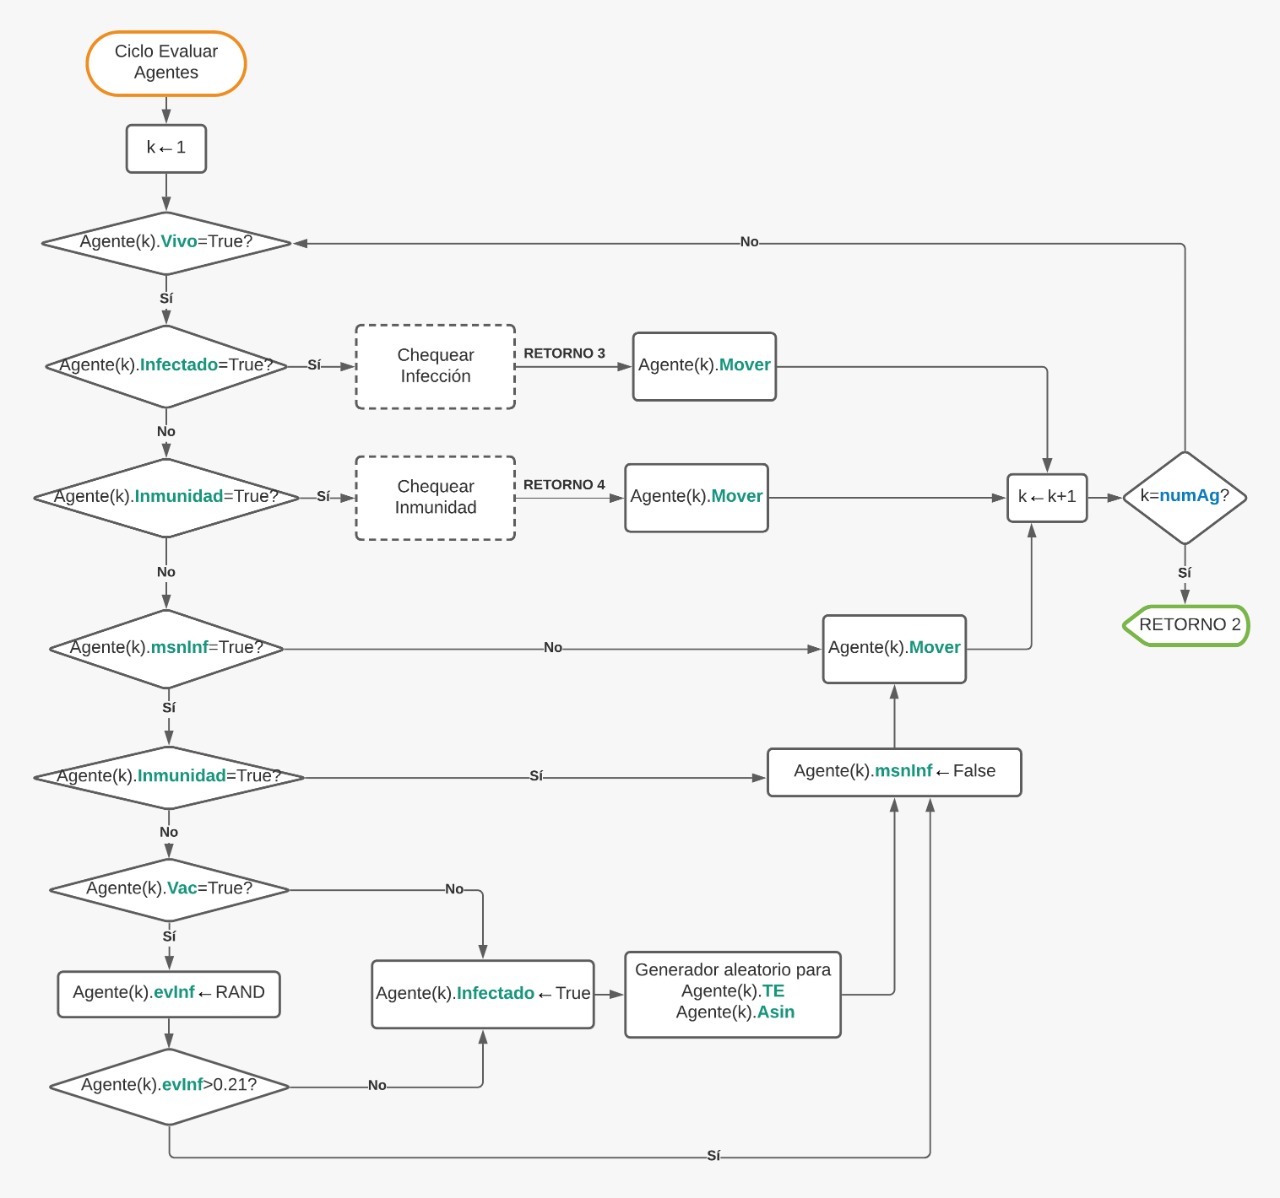 Ciclo Evaluar
Agentes
k←1
Agente(k).Vivo=True?
No
Sí
Agente(k).Infectado=True?
Sí
Chequear
Infección
RETORNO 3
Agente(k).Mover
No
Agente(k).Inmunidad=True?
Sí
Chequear
Inmunidad
RETORNO 4
Agente(k).Mover
k←k+1
k=numAg?
No
Sí
RETORNO 2
Agente(k).msnInf=True?
No
Agente(k).Mover
Sí
Agente(k).Inmunidad=True?
Sí
Agente(k).msnInf←False
No
Agente(k).Vac=True?
No
Sí
Agente(k).evInf←RAND
Agente(k).Infectado←True
Generador aleatorio para
Agente(k).TE
Agente(k).Asin
Agente(k).evInf>0.21?
No
Sí